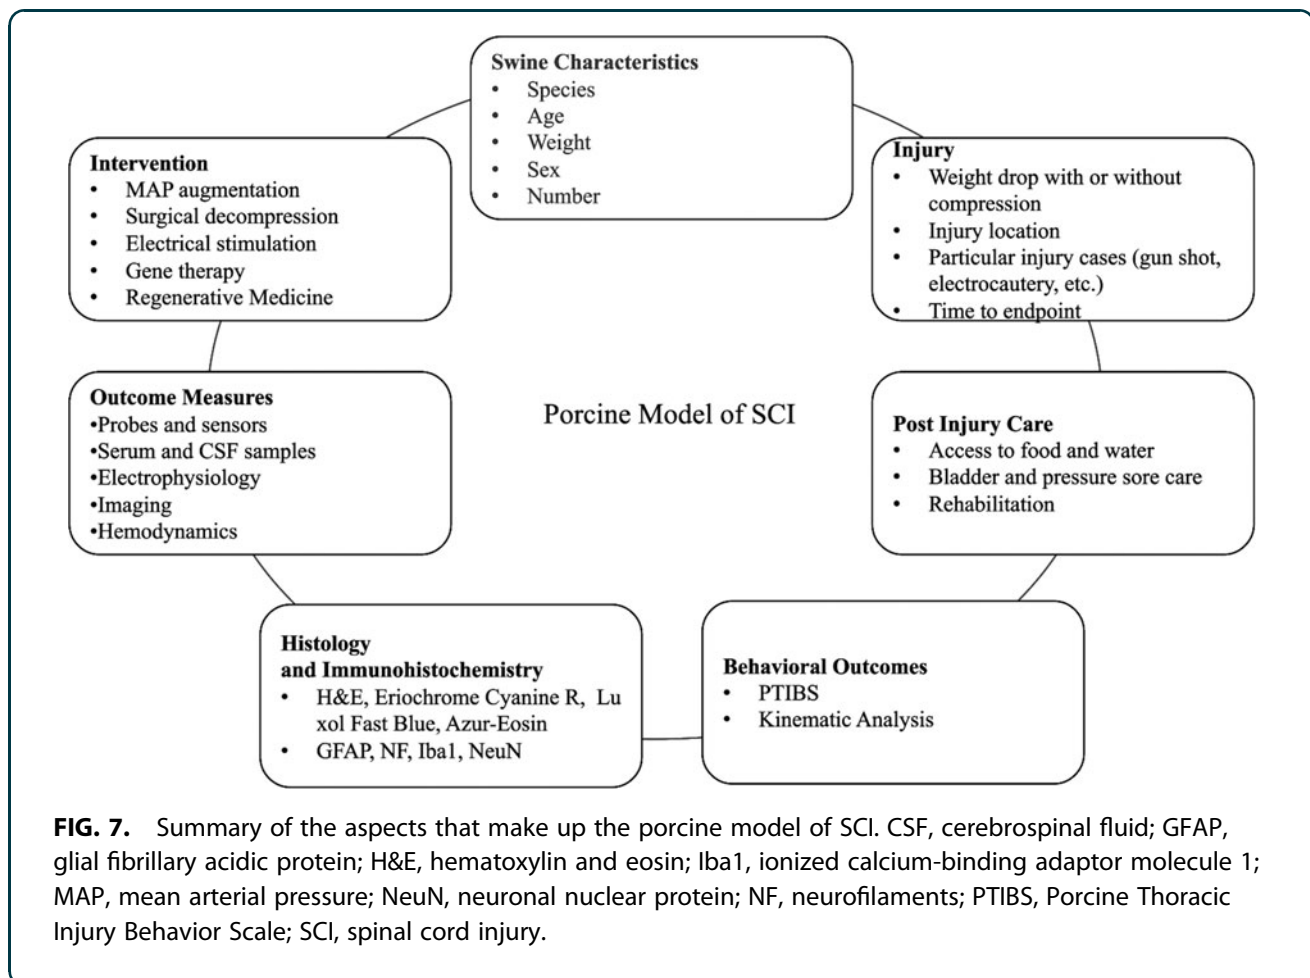 Swine Characteristics
• Species
• Age
• Weight
• Sex
• Number
Intervention
• MAP augmentation
• Surgical decompression
• Electrical stimulation
• Gene therapy
• Regenerative Medicine
Injury
• Weight drop with or without
compression
• Injury location
• Particular injury cases (gun shot,
electrocautery, etc.)
• Time to endpoint
Outcome Measures
•Probes and sensors
•Serum and CSF samples
•Electrophysiology
•Imaging
•Hemodynamics
Porcine Model of SCI
Post Injury Care
• Access to food and water
• Bladder and pressure sore care
• Rehabilitation
Histology
and Immunohistochemistry
• H&E, Eriochrome Cyanine R, Lu
xol Fast Blue, Azur-Eosin
• GFAP, NF, Iba1, NeuN
Behavioral Outcomes
• PTIBS
• Kinematic Analysis
FIG. 7. Summary of the aspects that make up the porcine model of SCI. CSF, cerebrospinal fluid; GFAP,
glial fibrillary acidic protein; H&E, hematoxylin and eosin; Iba1, ionized calcium-binding adaptor molecule 1;
MAP, mean arterial pressure; NeuN, neuronal nuclear protein; NF, neurofilaments; PTIBS, Porcine Thoracic
Injury Behavior Scale; SCI, spinal cord injury.